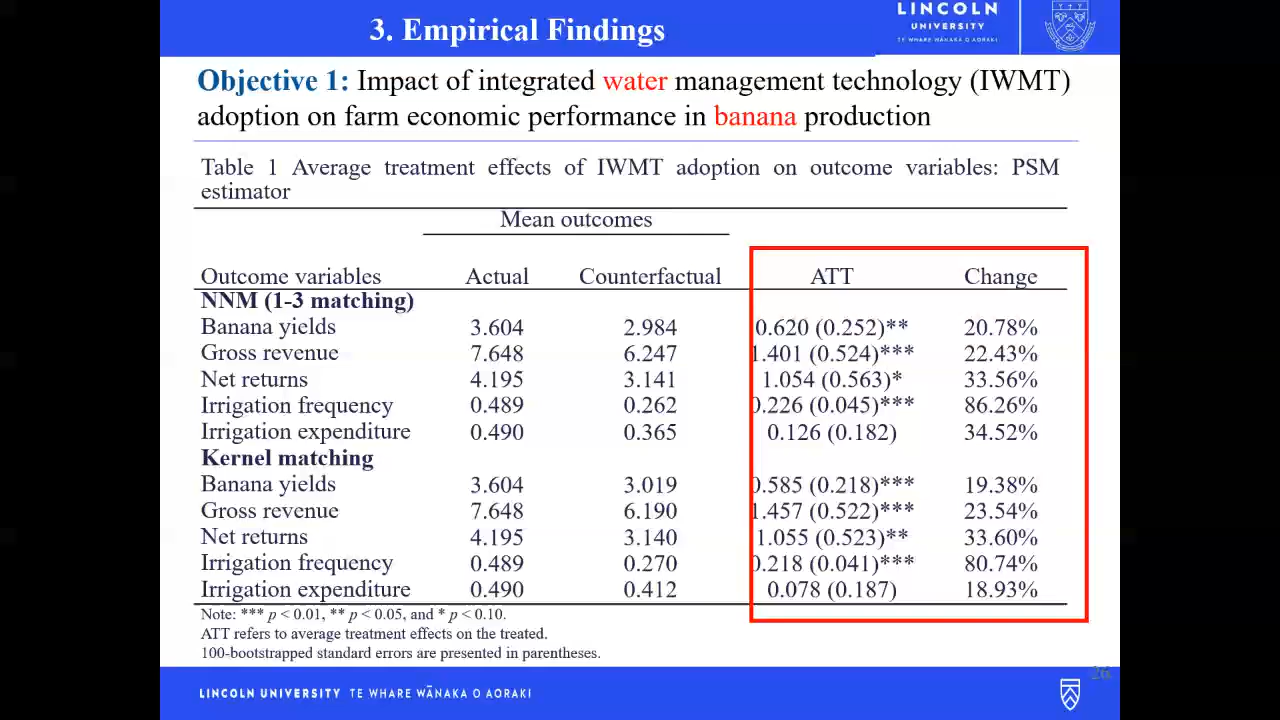 3. Empirical Findings
LINCOLN
UNIVERSITY
TE WHARE WĀNAKA O AORAKI
Objective 1: Impact of integrated water management technology (IWMT)
adoption on farm economic performance in banana production
Table 1 Average treatment effects of IWMT adoption on outcome variables: PSM
estimator
Mean outcomes
Outcome variables Actual Counterfactual ATT Change
NNM (1-3 matching)
Banana yields 3.604 2.984 0.620 (0.252)** 20.78%
Gross revenue 7.648 6.247 1.401 (0.524)*** 22.43%
Net returns 4.195 3.141 1.054 (0.563)* 33.56%
Irrigation frequency 0.489 0.262 0.226 (0.045)*** 86.26%
Irrigation expenditure 0.490 0.365 0.126 (0.182) 34.52%
Kernel matching
Banana yields 3.604 3.019 0.585 (0.218)*** 19.38%
Gross revenue 7.648 6.190 1.457 (0.522)*** 23.54%
Net returns 4.195 3.140 1.055 (0.523)** 33.60%
Irrigation frequency 0.489 0.270 0.218 (0.041)*** 80.74%
Irrigation expenditure 0.490 0.412 0.078 (0.187) 18.93%
Note: *** p < 0.01, ** p < 0.05, and * p < 0.10.
ATT refers to average treatment effects on the treated.
100-bootstrapped standard errors are presented in parentheses.
LINCOLN UNIVERSITY TE WHARE WĀNAKA O AORAKI